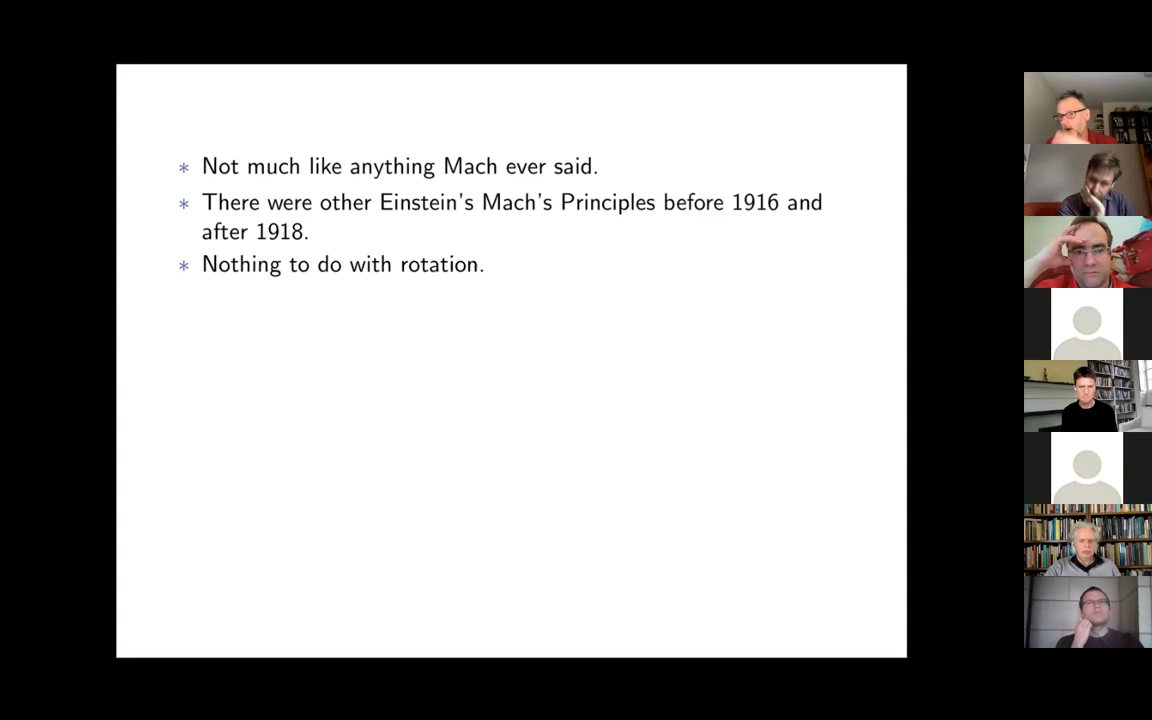 * Not much like anything Mach ever said.
* There were other Einstein's Mach's Principles before 1916 and
after 1918.
* Nothing to do with rotation.